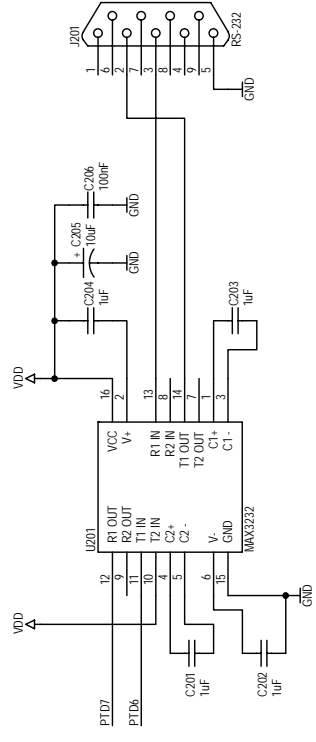 J201
1
6
2
7
3
8
4
9
5
RS-232
GND
C206
100nF
GND
C205
10uF
+
GND
C204
1uF
C203
1uF
VDD
16
2
13
8
14
7
1
3
VCC
V+
R1 IN
R2 IN
T1 OUT
T2 OUT
C1+
C1 -
U201
R1 OUT
R2 OUT
T1 IN
T2 IN
C2+
C2 -
V-
GND
MAX3232
12
9
11
10
4
5
6
15
VDD
PTD7
PTD6
C201
1uF
C202
1uF
GND